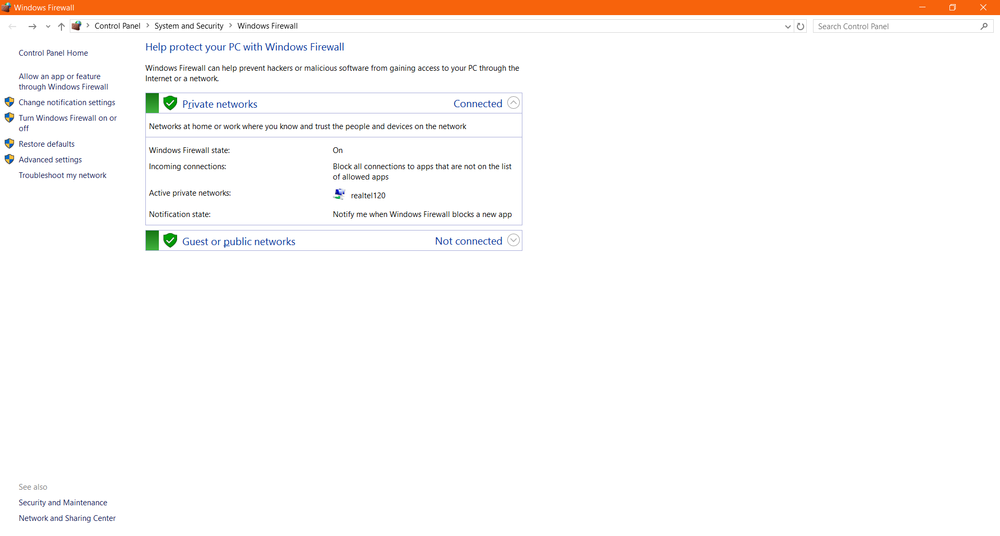 Windows Firewall
Control Panel
System and Security
Windows Firewall
Search Control Panel
Control Panel Home
Allow an app or feature
through Windows Firewall
Change notification settings
Turn Windows Firewall on or
off
Restore defaults
Advanced settings
Troubleshoot my network
Help protect your PC with Windows Firewall
Windows Firewall can help prevent hackers or malicious software from gaining access to your PC through the
Internet or a network.
Private networks Connected
Networks at home or work where you know and trust the people and devices on the network
Windows Firewall state: On
Incoming connections: Block all connections to apps that are not on the list
of allowed apps
Active private networks: realtel120
Notification state: Notify me when Windows Firewall blocks a new app
Guest or public networks Not connected
See also
Security and Maintenance
Network and Sharing Center